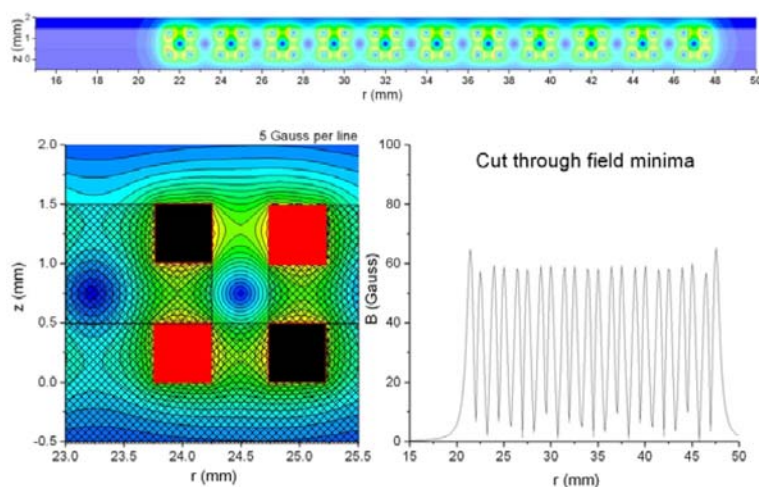 2
0
z (mm)
16 18 20 22 24 26 28 30 32 34 36 38 40 42 44 46 48 50
r (mm)
5 Gauss per line
2.0
1.5
1.0
0.5
0.0
-0.5
z (mm)
23.0 23.5 24.0 24.5 25.0 25.5
r (mm)
Cut through field minima
100
80
60
40
20
0
B (Gauss)
15 20 25 30 35 40 45 50
r (mm)